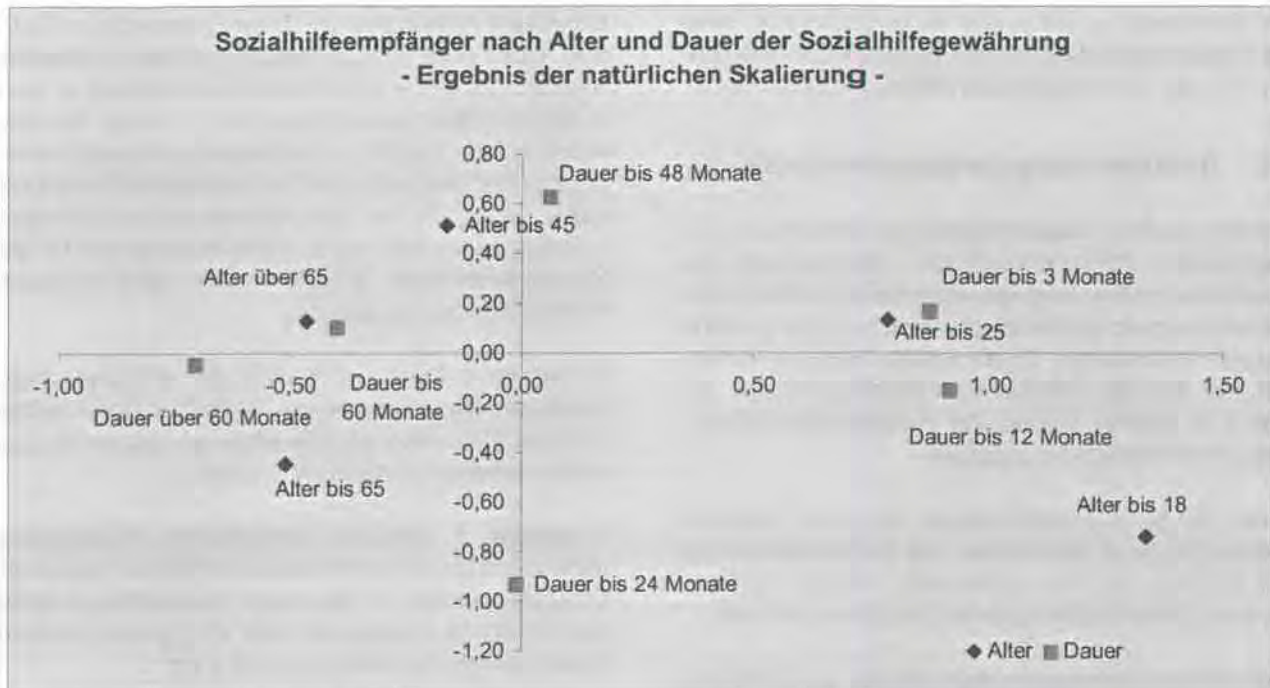 Sozialhilfeempfänger nach Alter und Dauer der Sozialhilfegewährung
- Ergebnis der natürlichen Skalierung -
0,80
Dauer bis 48 Monate
0,60
Alter bis 45
0,40
Alter über 65
Dauer bis 3 Monate
0,20
Alter bis 25
0,00
-1,00
-0,50
0,00
0,50
1,00
1,50
Dauer bis
60 Monate
-0,20
Dauer über 60 Monate
Dauer bis 12 Monate
-0,40
Alter bis 65
-0,60
Alter bis 18
-0,80
Dauer bis 24 Monate
-1,00
-1,20
Alter
Dauer